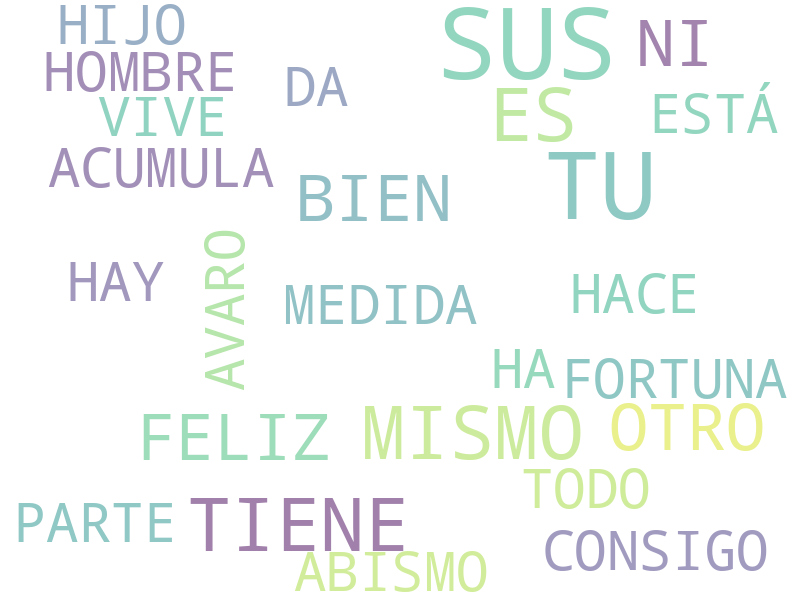 HIJO
SUS
NI
HOMBRE
DA
ES
ESTÁ
VIVE
ACUMULA
BIEN
TU
HAY
AVARO
MEDIDA
HACE
HA
FORTUNA
FELIZ
MISMO
OTRO
TODO
PARTE
TIENE
CONSIGO
ABISMO